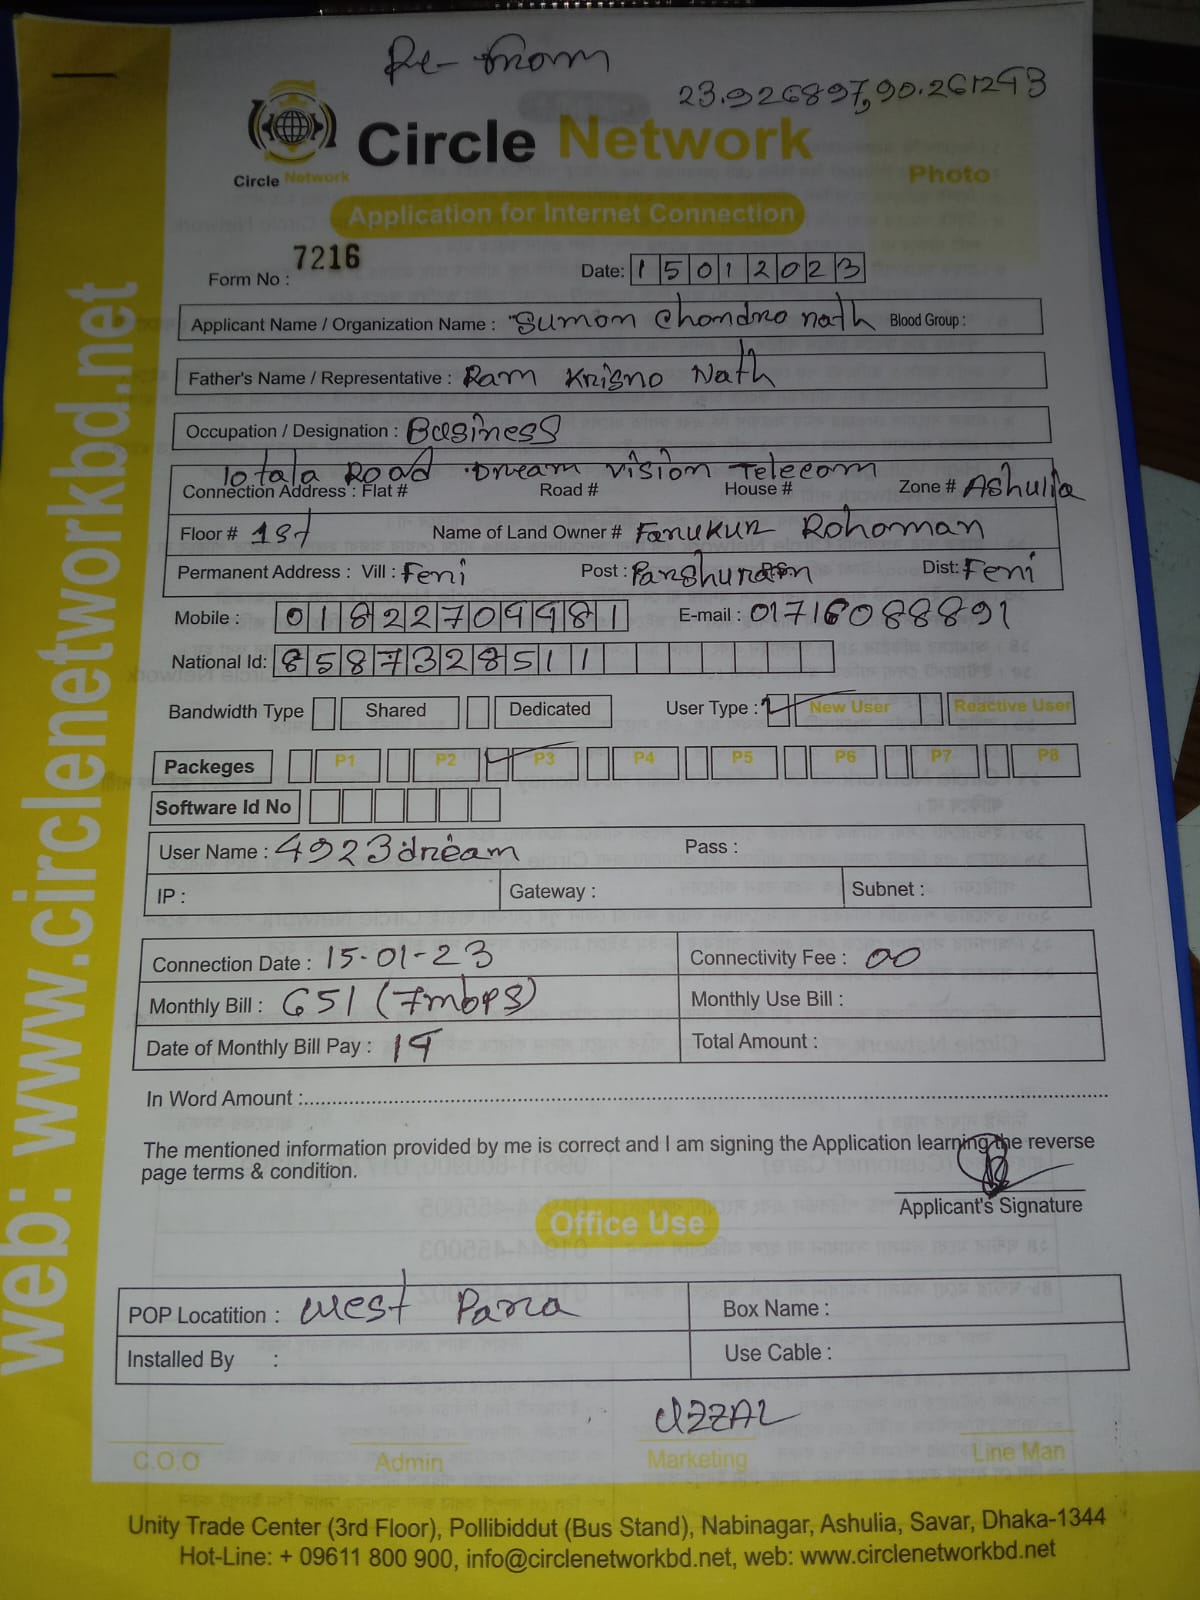 Re-from
23.926897,90.261293
Circle Network
Circle Network
Photo
Application for Internet Connection
Form No : 7216
Date: 15012023
Applicant Name / Organization Name : Sumon Chondro nath Blood Group :
Father's Name / Representative : Ram Krisno Nath
Occupation / Designation : Business
10 tala Road Dream Vision Telecom
Connection Address : Flat # Road # House # Zone # Ashulia
Floor # 1st Name of Land Owner # Farukur Rohoman
Permanent Address : Vill : Feni Post : Dist: Feni
Mobile : E-mail : 01716088891
National Id: 8587328511
Bandwidth Type Shared Dedicated User Type : New User Reactive User
Packeges P1 P2 P3 P4 P5 P6 P7 P8
Software Id No
User Name : 4923dream Pass :
IP : Gateway : Subnet :
Connection Date : 15-01-23 Connectivity Fee : 00
Monthly Bill : 651 (7mbps) Monthly Use Bill :
Date of Monthly Bill Pay : Total Amount :
In Word Amount :
The mentioned information provided by me is correct and I am signing the Application learning the reverse
page terms & condition.
Applicant's Signature
Office Use
POP Locatition : West Para Box Name :
Installed By : Use Cable :
UZZAL
C.O.O Admin Marketing Line Man
Unity Trade Center (3rd Floor), Pollibiddut (Bus Stand), Nabinagar, Ashulia, Savar, Dhaka-1344
Hot-Line: + 09611 800 900, info@circlenetworkbd.net, web: www.circlenetworkbd.net
web: www.circlenetworkbd.net